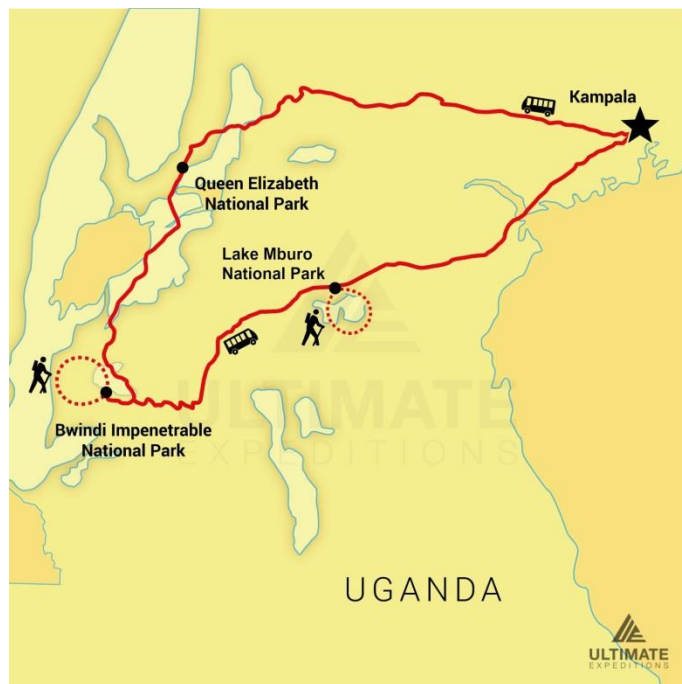 Kampala
Queen Elizabeth
National Park
Lake Mburo
National Park
ULTIMATE
EXPEDITIONS
Bwindi Impenetrable
National Park
UGANDA
ULTIMATE
EXPEDITIONS